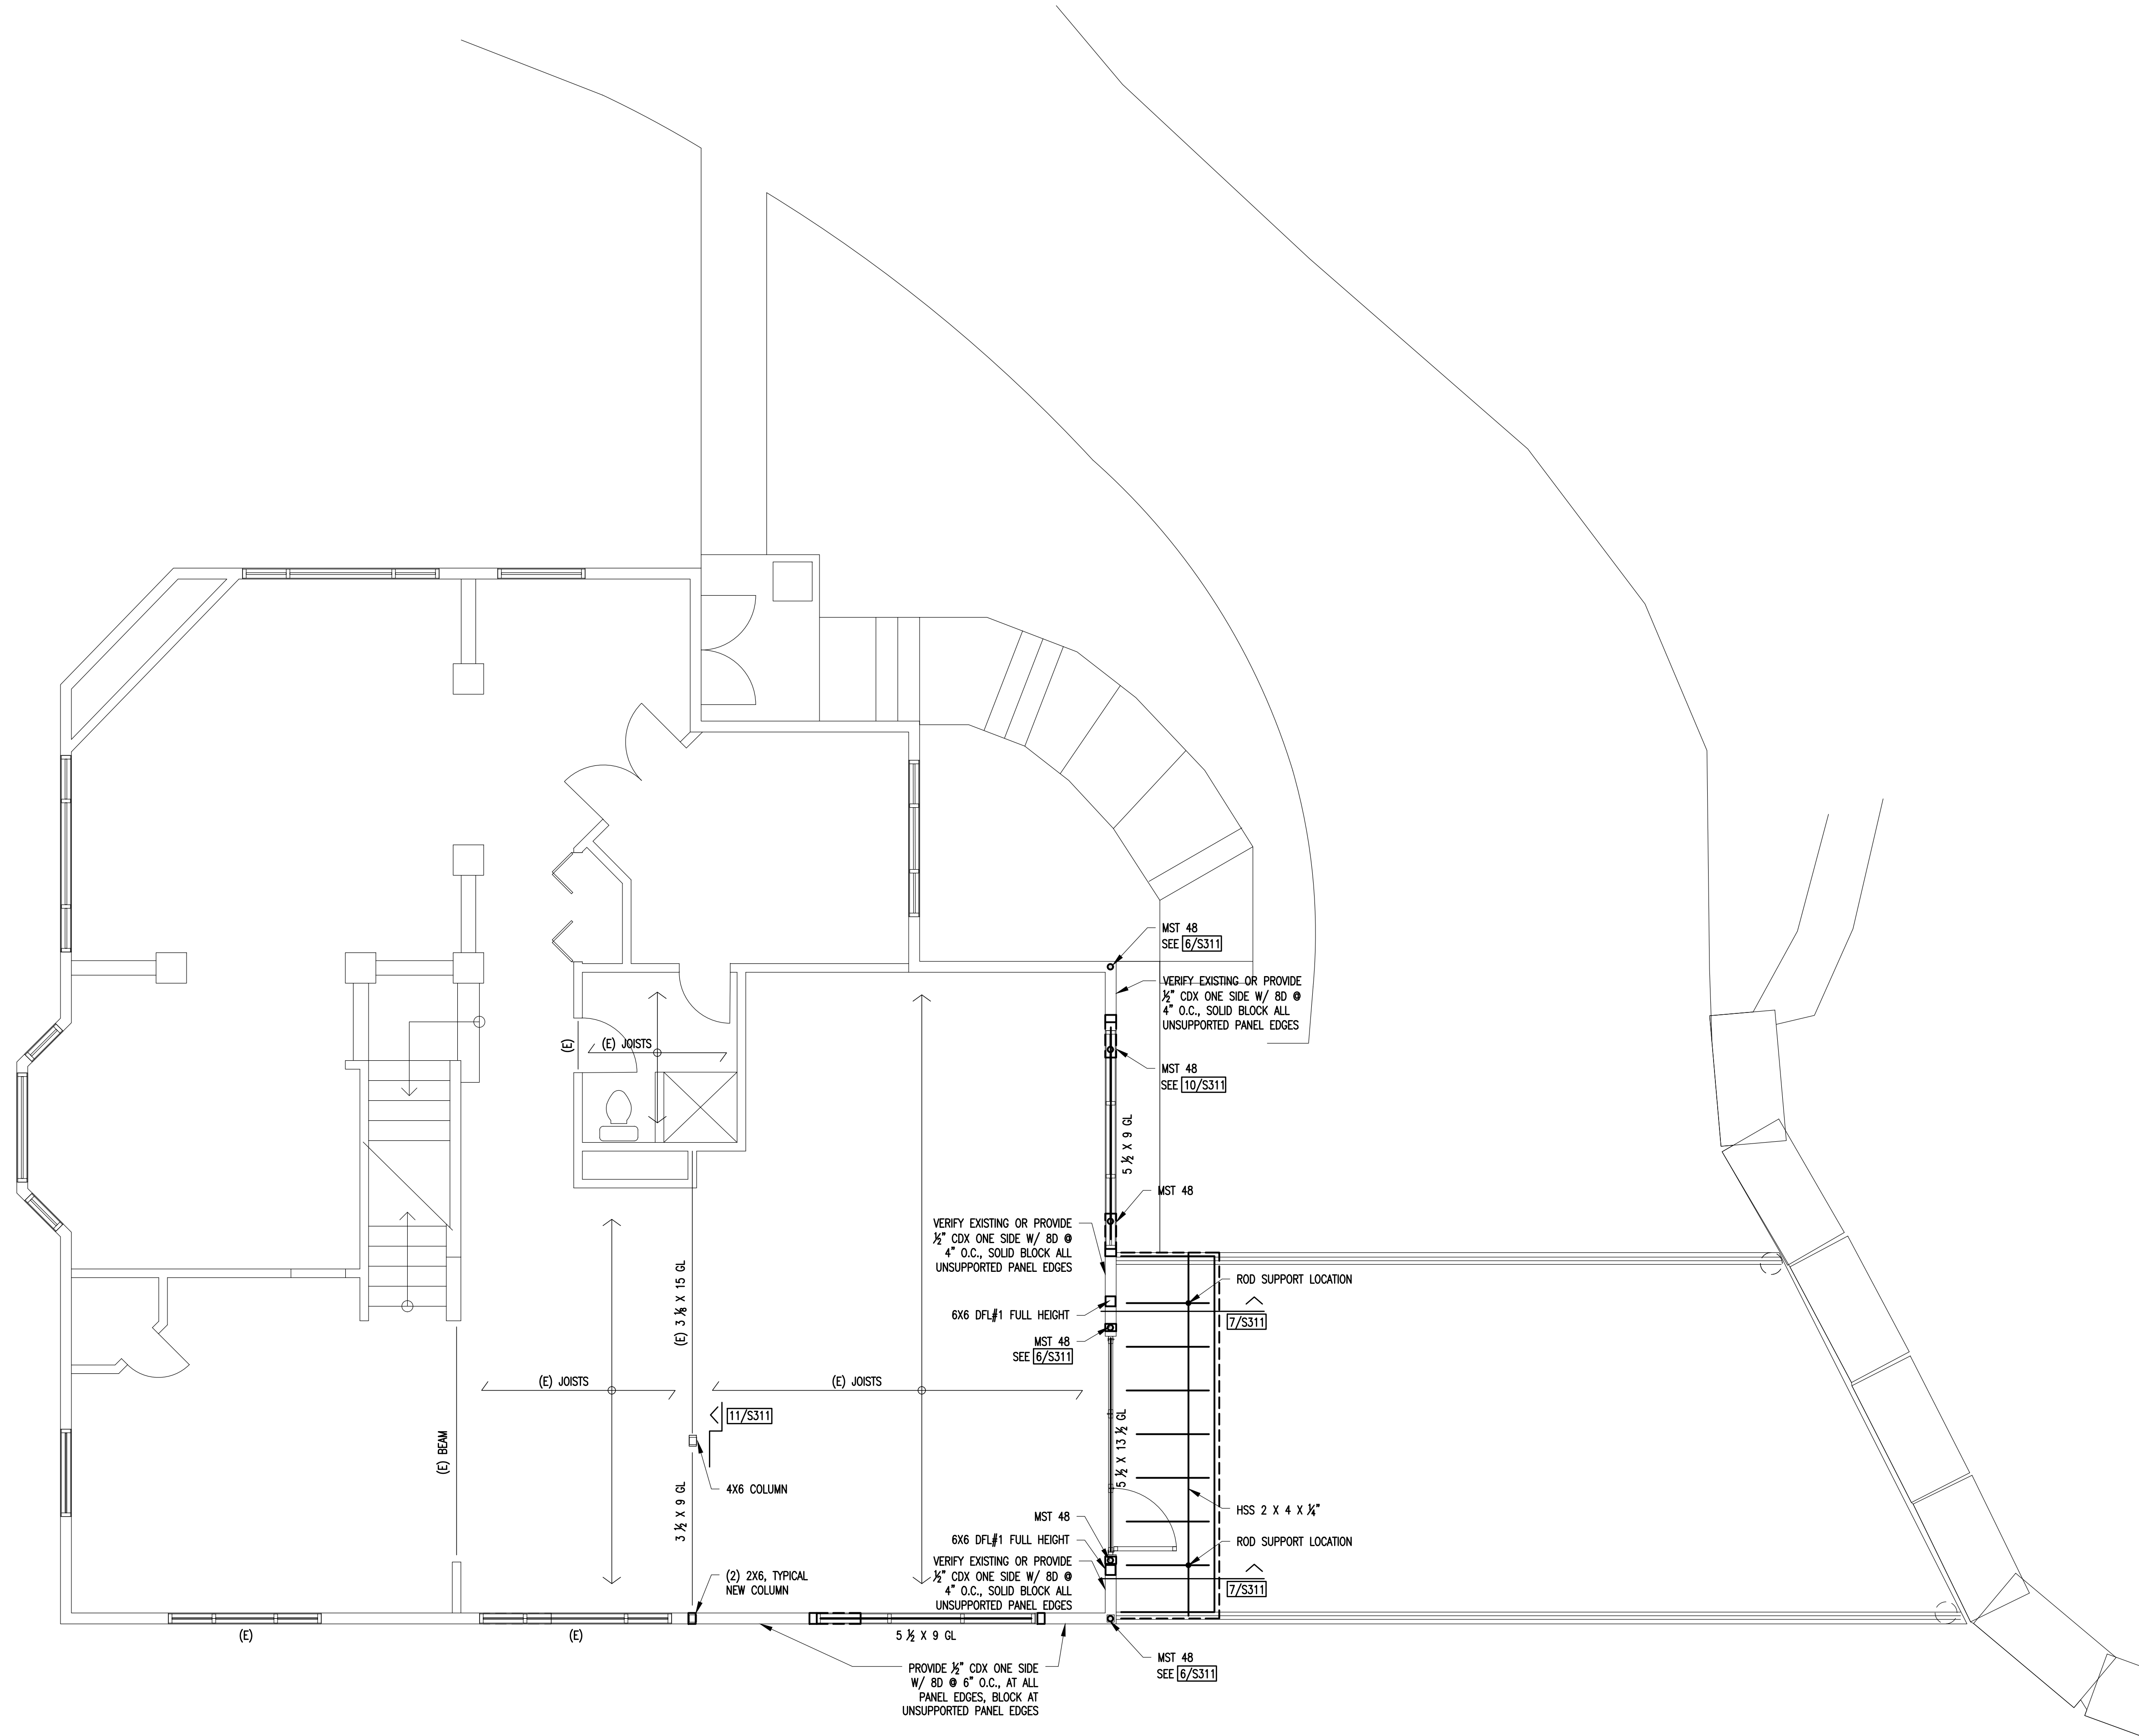 MST 48
SEE 6/S311
VERIFY EXISTING OR PROVIDE
½" CDX ONE SIDE W/ 8D @
4" O.C., SOLID BLOCK ALL
UNSUPPORTED PANEL EDGES
(E)
(E) JOISTS
MST 48
SEE 10/S311
5 ½ X 9 GL
MST 48
VERIFY EXISTING OR PROVIDE
½" CDX ONE SIDE W/ 8D @
4" O.C., SOLID BLOCK ALL
UNSUPPORTED PANEL EDGES
ROD SUPPORT LOCATION
(E) 3 ⅛ X 15 GL
6X6 DFL#1 FULL HEIGHT
7/S311
MST 48
SEE 6/S311
(E) JOISTS
(E) JOISTS
11/S311
(E) BEAM
5 ½ X 13 ½ GL
4X6 COLUMN
3 ½ X 9 GL
HSS 2 X 4 X ¼"
MST 48
6X6 DFL#1 FULL HEIGHT
ROD SUPPORT LOCATION
VERIFY EXISTING OR PROVIDE
½" CDX ONE SIDE W/ 8D @
4" O.C., SOLID BLOCK ALL
UNSUPPORTED PANEL EDGES
(2) 2X6, TYPICAL
NEW COLUMN
7/S311
(E)
(E)
5 ½ X 9 GL
MST 48
SEE 6/S311
PROVIDE ½" CDX ONE SIDE
W/ 8D @ 6" O.C., AT ALL
PANEL EDGES, BLOCK AT
UNSUPPORTED PANEL EDGES